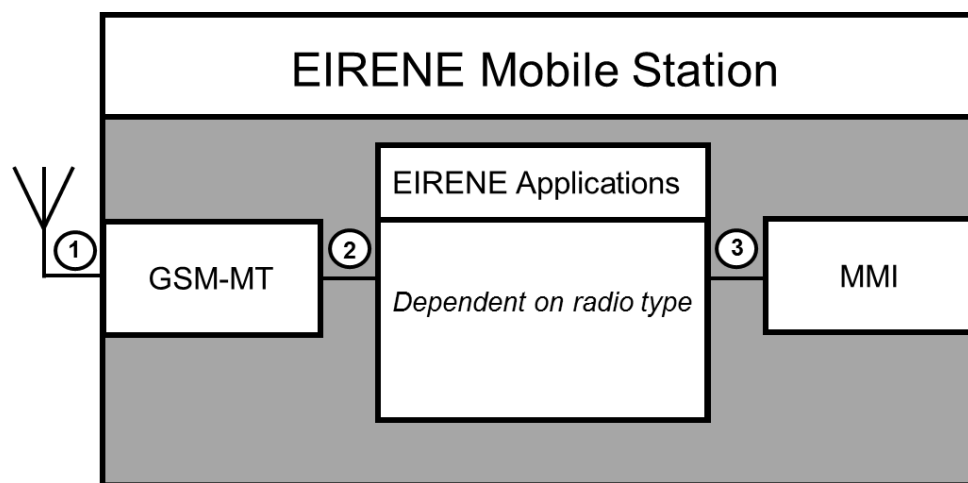 EIRENE Mobile Station
EIRENE Applications
1
GSM-MT
2
Dependent on radio type
3
MMI